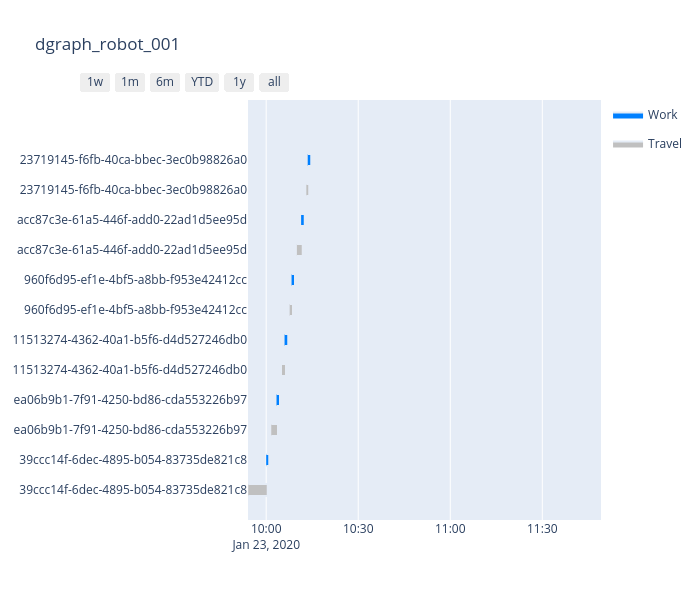 dgraph_robot_001
1w 1m 6m YTD 1y all
Work
Travel
23719145-f6fb-40ca-bbec-3ec0b98826a0
23719145-f6fb-40ca-bbec-3ec0b98826a0
acc87c3e-61a5-446f-add0-22ad1d5ee95d
acc87c3e-61a5-446f-add0-22ad1d5ee95d
960f6d95-ef1e-4bf5-a8bb-f953e42412cc
960f6d95-ef1e-4bf5-a8bb-f953e42412cc
11513274-4362-40a1-b5f6-d4d527246db0
11513274-4362-40a1-b5f6-d4d527246db0
ea06b9b1-7f91-4250-bd86-cda553226b97
ea06b9b1-7f91-4250-bd86-cda553226b97
39ccc14f-6dec-4895-b054-83735de821c8
39ccc14f-6dec-4895-b054-83735de821c8
10:00 10:30 11:00 11:30
Jan 23, 2020